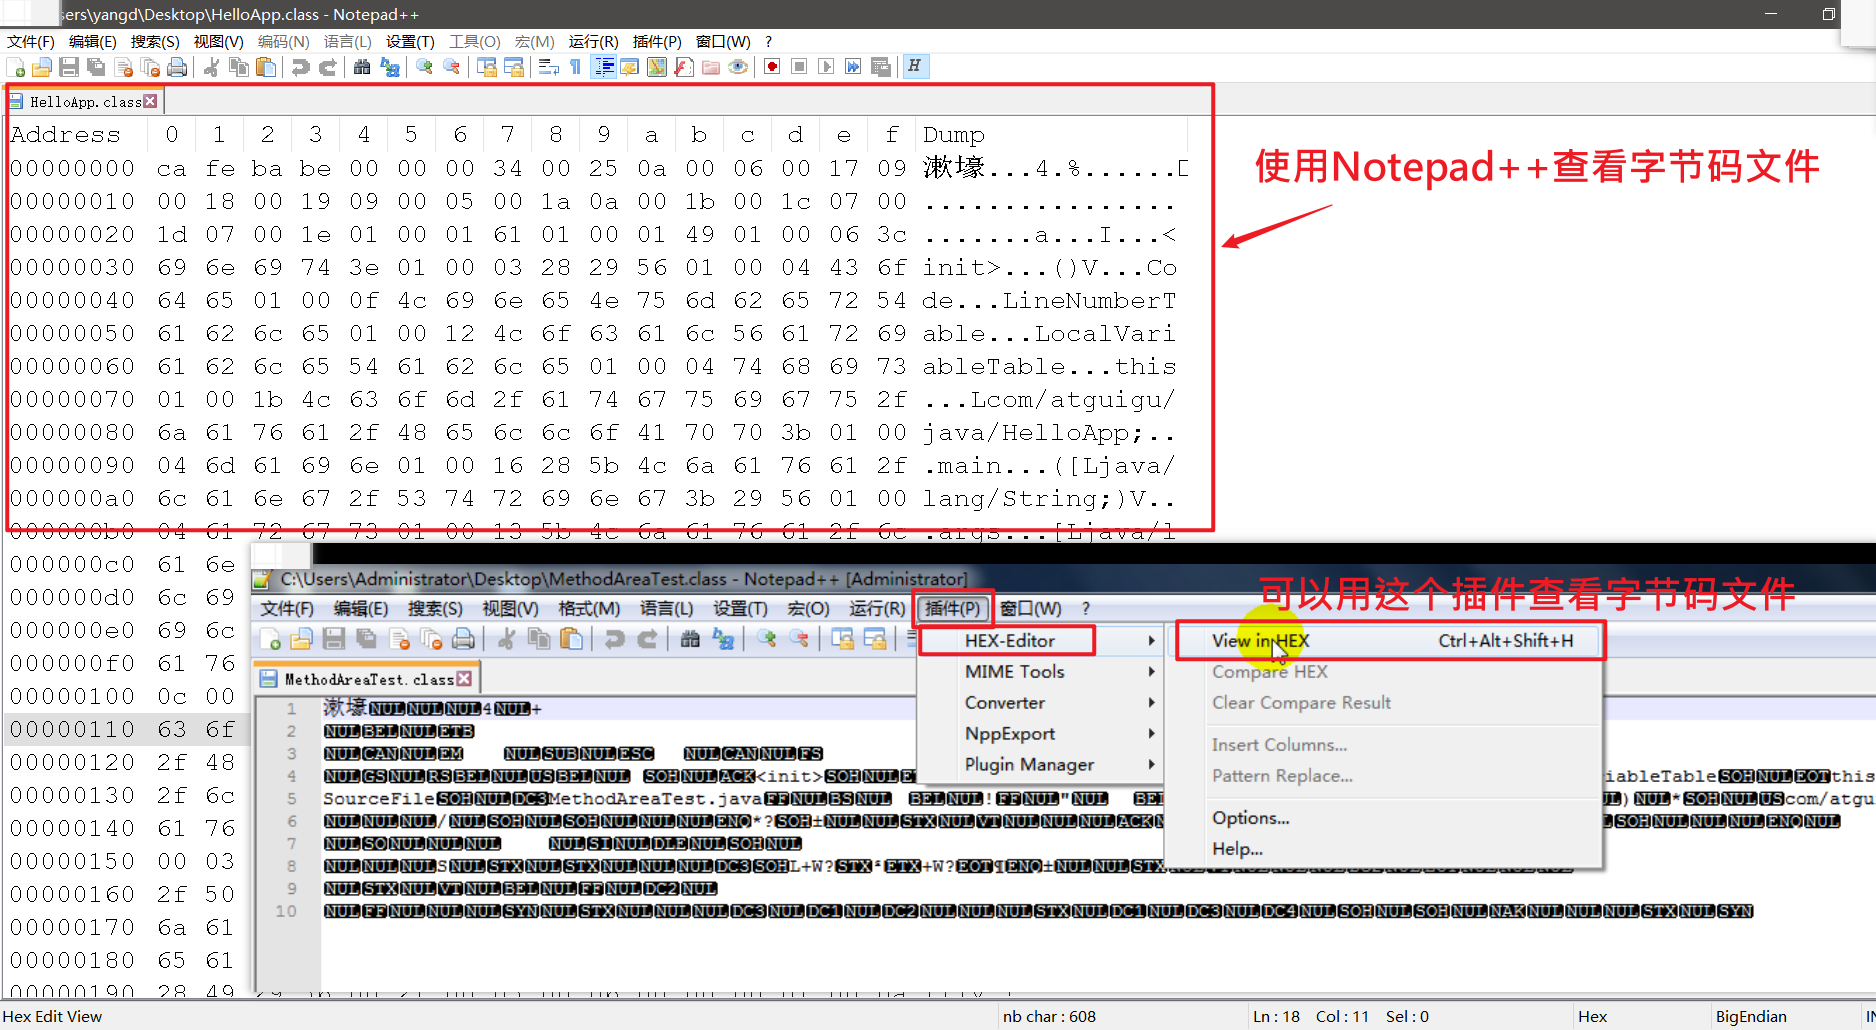 sers\yangd\Desktop\HelloApp.class - Notepad++
文件(F) 编辑(E) 搜索(S) 视图(V) 编码(N) 语言(L) 设置(T) 工具(O) 宏(M) 运行(R) 插件(P) 窗口(W) ?
HelloApp.class
Address 0 1 2 3 4 5 6 7 8 9 a b c d e f Dump
00000000 ca fe ba be 00 00 00 34 00 25 0a 00 06 00 17 09 漱壕...4.%......
00000010 00 18 00 19 09 00 05 00 1a 0a 00 1b 00 1c 07 00 ................
00000020 1d 07 00 1e 01 00 01 61 01 00 01 49 01 00 06 3c .......a...I...<
00000030 69 6e 69 74 3e 01 00 03 28 29 56 01 00 04 43 6f init>...()V...Co
00000040 64 65 01 00 0f 4c 69 6e 65 4e 75 6d 62 65 72 54 de...LineNumberT
00000050 61 62 6c 65 01 00 12 4c 6f 63 61 6c 56 61 72 69 able...LocalVari
00000060 61 62 6c 65 54 61 62 6c 65 01 00 04 74 68 69 73 ableTable...this
00000070 01 00 1b 4c 63 6f 6d 2f 61 74 67 75 69 67 75 2f ...Lcom/atguigu/
00000080 6a 61 76 61 2f 48 65 6c 6c 6f 41 70 70 3b 01 00 java/HelloApp;..
00000090 04 6d 61 69 6e 01 00 16 28 5b 4c 6a 61 76 61 2f .main...([Ljava/
000000a0 6c 61 6e 67 2f 53 74 72 69 6e 67 3b 29 56 01 00 lang/String;)V..
000000b0 04 61 72 67 73 01 00 13 5b 4c 6a 61 76 61 2f 6c .args...[Ljava/l
使用Notepad++查看字节码文件
000000c0 61 6e
000000d0 6c 69
000000e0 69 6c
000000f0 61 76
00000100 0c 00
00000110 63 6f
00000120 2f 48
00000130 2f 6c
00000140 61 76
00000150 00 03
00000160 2f 50
00000170 6a 61
00000180 65 61
00000190 28 49
C:\Users\Administrator\Desktop\MethodAreaTest.class - Notepad++ [Administrator]
可以用这个插件查看字节码文件
文件(F) 编辑(E) 搜索(S) 视图(V) 格式(M) 语言(L) 设置(T) 宏(O) 运行(R) 插件(P) 窗口(W) ?
HEX-Editor
MIME Tools
Converter
NppExport
Plugin Manager
View in HEX Ctrl+Alt+Shift+H
Compare HEX
Clear Compare Result
Insert Columns...
Pattern Replace...
Options...
Help...
MethodAreaTest.class
1 漱壕NULNULNUL4NUL+
2 NULBELNULETB
3 NULCANNULEM NULSUBNULESC NULCANNULFS
4 NULGSNULRSBELNULUSBELNUL SOHNULACK<init>SOHNUL iableTableSOHNULEOTthis
5 SourceFileSOHNULDC3MethodAreaTest.javaFFNULBSNUL BELNUL!FFNUL"NUL )NUL*SOHNULUScom/atgu
6 NULNULNUL/NULSOHNULSOHNULNULNULENQ*?SOH±NULNULSTXNULVTNULNULNULACK SOHNULNULNULENQNUL
7 NULSONULNULNUL NULSINULDLENULSOHNUL
8 NULNULNULSNULSTXNULSTXNULNULNULDC3SOHL+W?STX²ETX+W?EOT¶ENQ±NULNULSTX
9 NULSTXNULVTNULBELNULFFNULDC2NUL
10 NULFFNULNULNULSYNNULSTXNULNULNULDC3NULDC1NULDC2NULNULNULSTXNULDC1NULDC3NULDC4NULSOHNULSOHNULNAKNULNULNULSTXNULSYN
Hex Edit View nb char : 608 Ln : 18 Col : 11 Sel : 0 Hex BigEndian